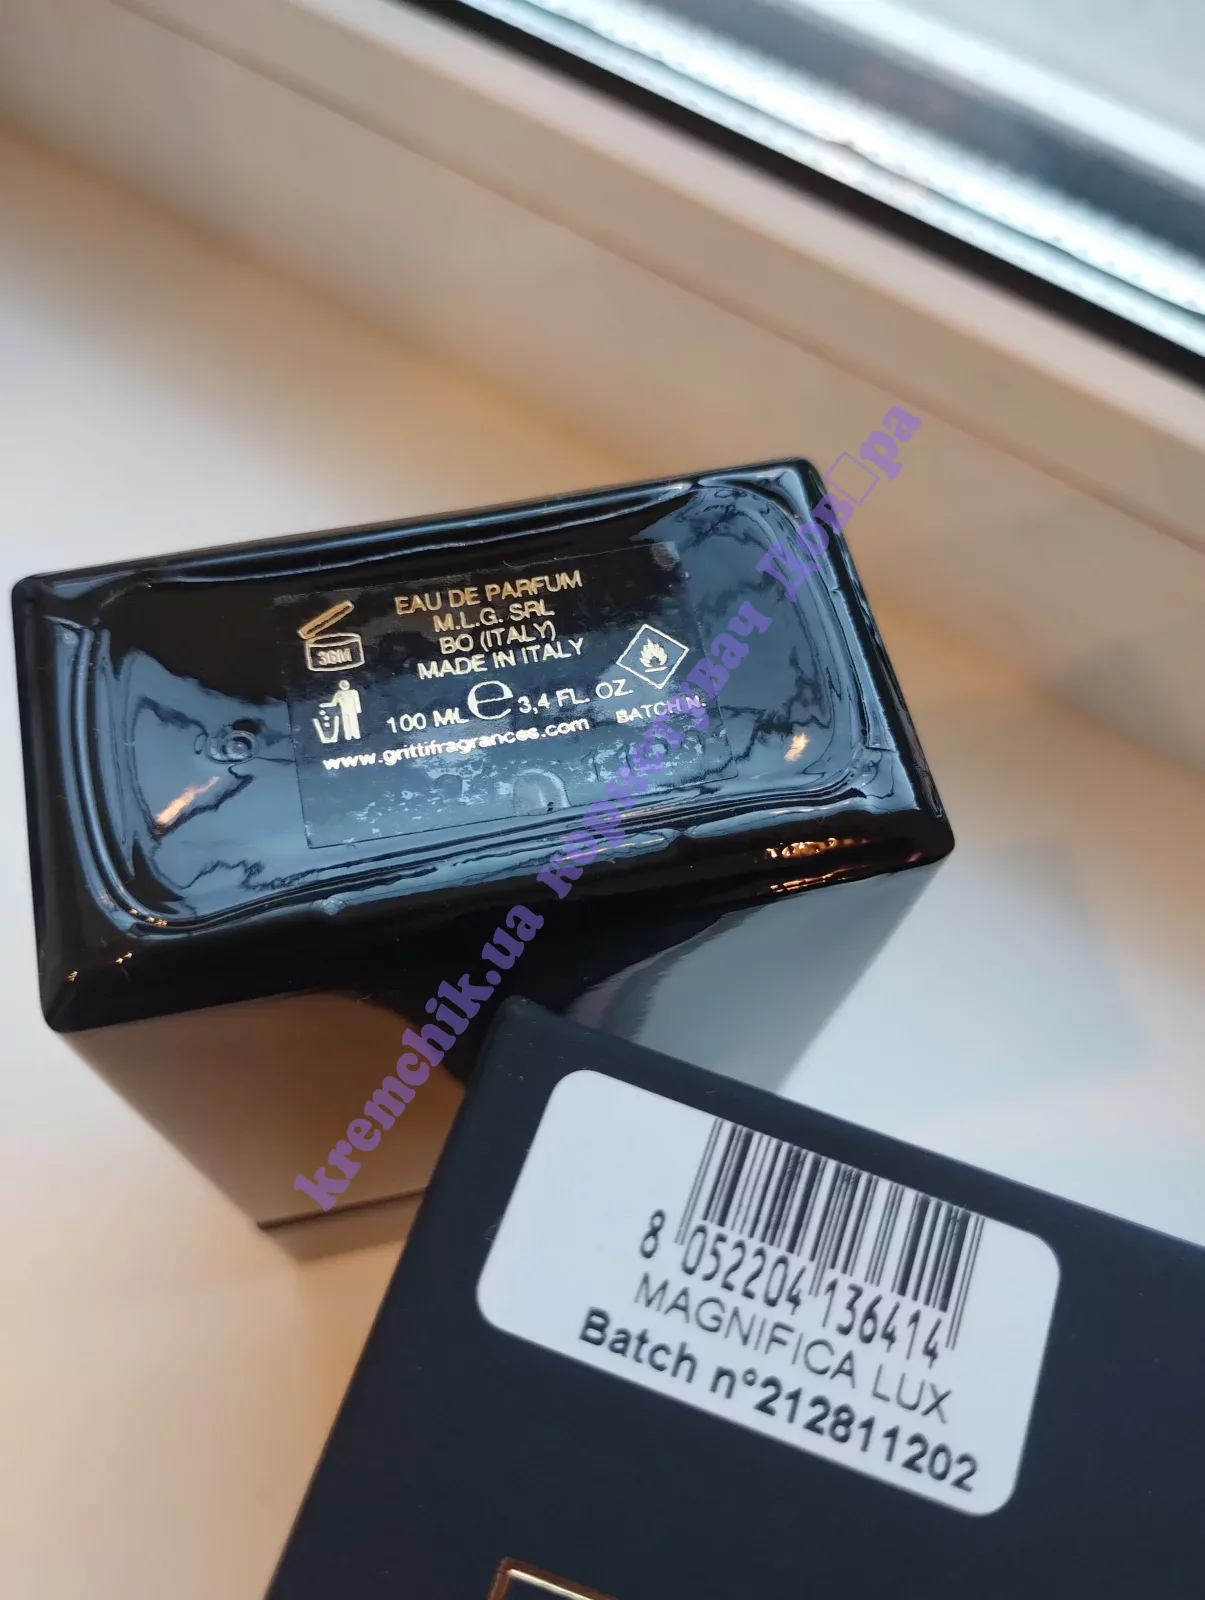 EAU DE PARFUM
M.L.G. SRL
BO (ITALY)
MADE IN ITALY
36M
100 ML e 3,4 FL. OZ
www.grittifragrances.com
BATCH N.
kremchik.ua користувач
8 052204 136414
MAGNIFICA LUX
Batch n°212811202